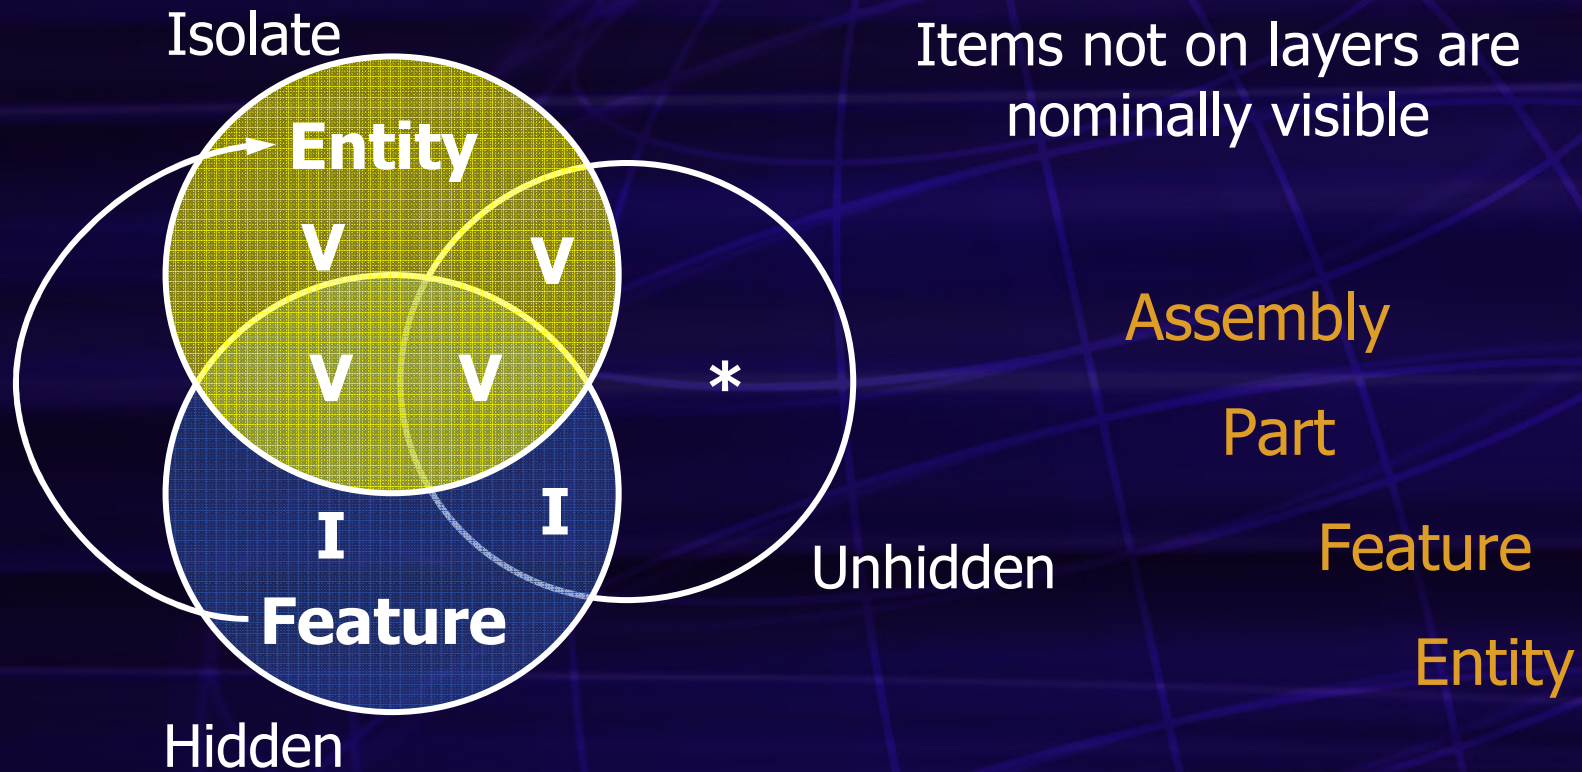 Isolate
Items not on layers are
nominally visible
Entity
V V
V V *
I I
Feature
Hidden
Unhidden
Assembly
Part
Feature
Entity